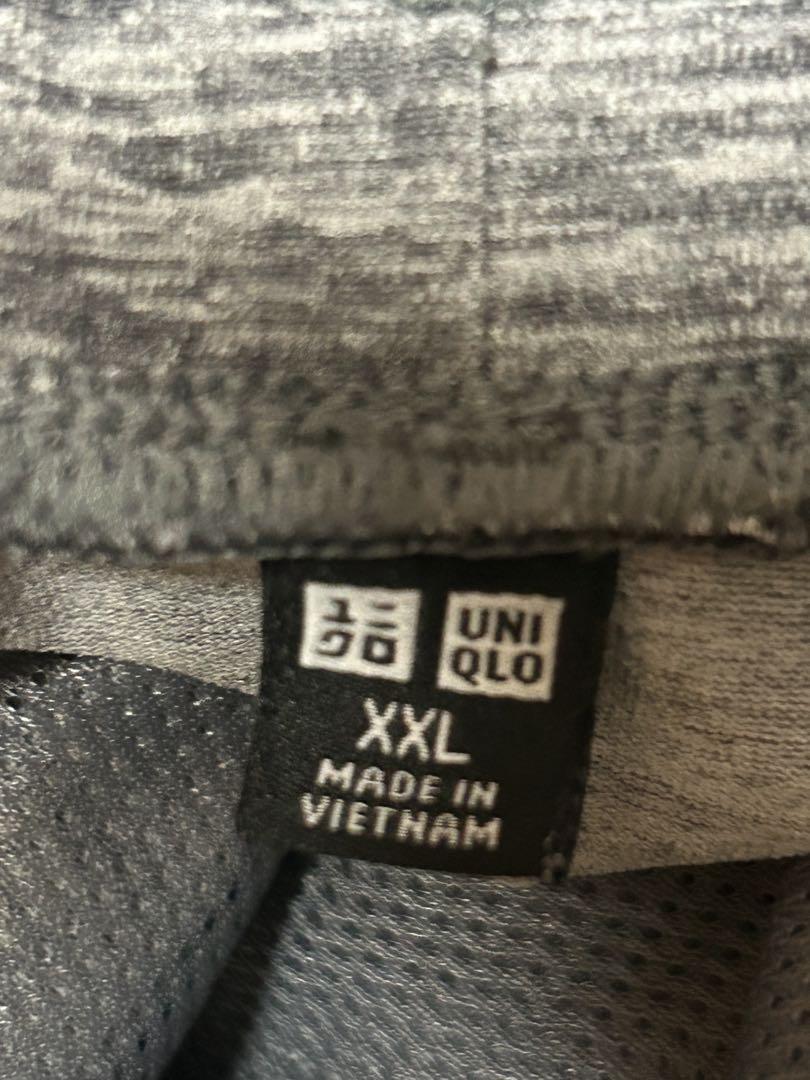 ユニ
クロ
UNI
QLO
XXL
MADE IN
VIETNAM